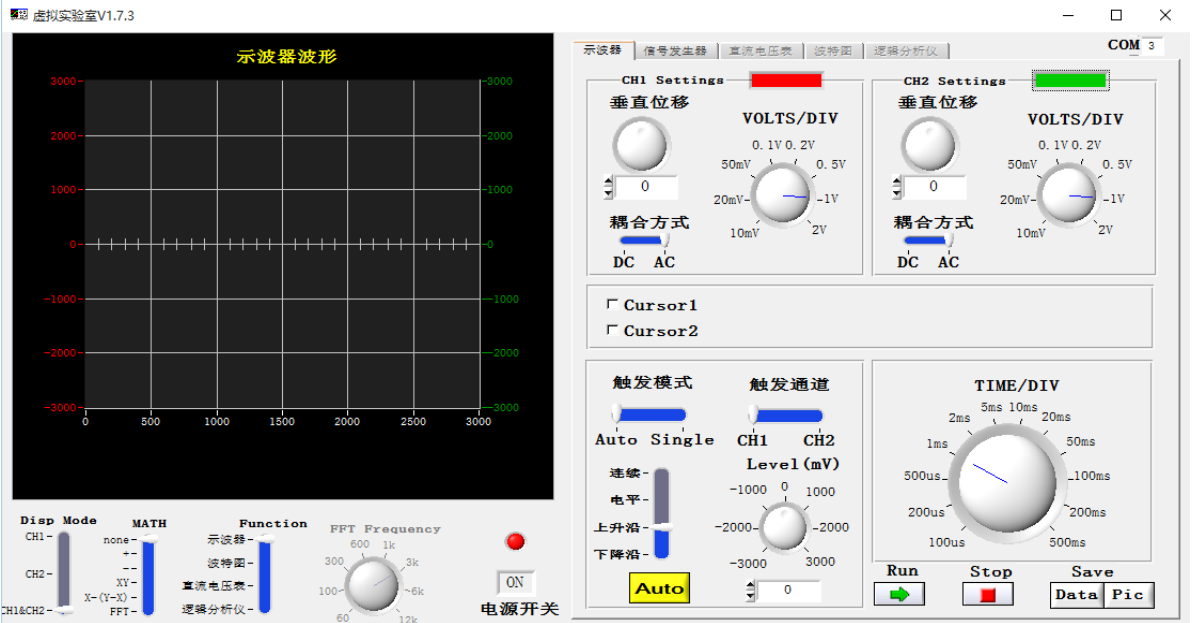 虚拟实验室V1.7.3
示波器波形
3000
2000
1000
0
-1000
-2000
-3000
3000
2000
1000
0
-1000
-2000
-3000
0 500 1000 1500 2000 2500 3000
Disp Mode
CH1
CH2
CH1&CH2
MATH
none
+
-
XY
X-(Y-X)
FFT
Function
示波器
波特图
直流电压表
逻辑分析仪
FFT Frequency
600 1k
300 3k
100 6k
60 12k
ON
电源开关
示波器 信号发生器 直流电压表 波特图 逻辑分析仪
COM 3
CH1 Settings
垂直位移
0
耦合方式
DC AC
VOLTS/DIV
0.1V 0.2V
50mV 0.5V
20mV 1V
10mV 2V
CH2 Settings
垂直位移
0
耦合方式
DC AC
VOLTS/DIV
0.1V 0.2V
50mV 0.5V
20mV 1V
10mV 2V
Cursor1
Cursor2
触发模式
Auto Single
触发通道
CH1 CH2
连续
电平
上升沿
下降沿
Auto
Level(mV)
-1000 0 1000
-2000 2000
-3000 3000
0
TIME/DIV
5ms 10ms
2ms 20ms
1ms 50ms
500us 100ms
200us 200ms
100us 500ms
Run Stop Save
Data Pic